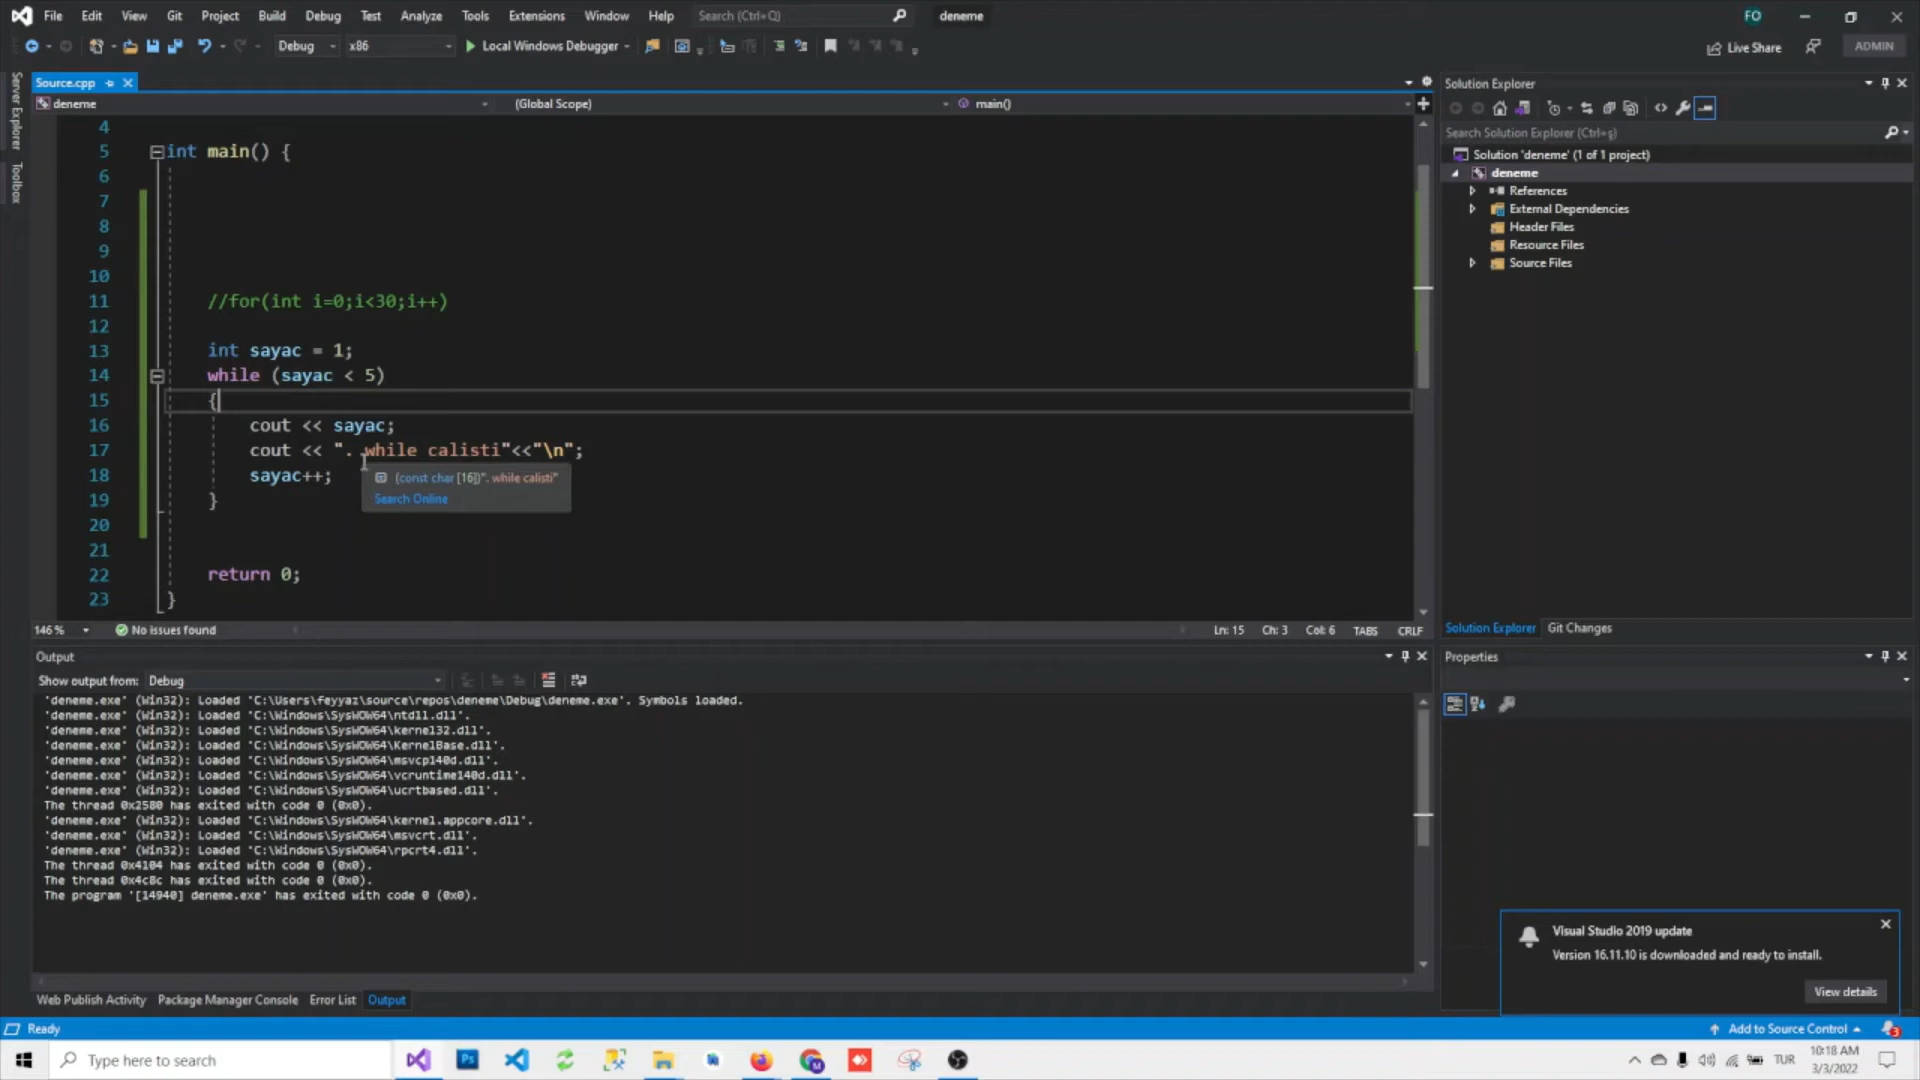 File Edit View Git Project Build Debug Test Analyze Tools Extensions Window Help Search (Ctrl+Q) deneme FO
Debug x86 Local Windows Debugger Live Share ADMIN
Server Explorer
Toolbox
Source.cpp
deneme (Global Scope) main()
4
5 int main() {
6
7
8
9
10
11 //for(int i=0;i<30;i++)
12
13 int sayac = 1;
14 while (sayac < 5)
15 {
16 cout << sayac;
17 cout << ". while calisti"<<"\n";
18 sayac++;
19 }
20
21
22 return 0;
23 }
(const char [16])". while calisti"
Search Online
146 % No issues found Ln: 15 Ch: 3 Col: 6 TABS CRLF
Output
Show output from: Debug
'deneme.exe' (Win32): Loaded 'C:\Users\feyyaz\source\repos\deneme\Debug\deneme.exe'. Symbols loaded.
'deneme.exe' (Win32): Loaded 'C:\Windows\SysWOW64\ntdll.dll'.
'deneme.exe' (Win32): Loaded 'C:\Windows\SysWOW64\kernel32.dll'.
'deneme.exe' (Win32): Loaded 'C:\Windows\SysWOW64\KernelBase.dll'.
'deneme.exe' (Win32): Loaded 'C:\Windows\SysWOW64\msvcp140d.dll'.
'deneme.exe' (Win32): Loaded 'C:\Windows\SysWOW64\vcruntime140d.dll'.
'deneme.exe' (Win32): Loaded 'C:\Windows\SysWOW64\ucrtbased.dll'.
The thread 0x2580 has exited with code 0 (0x0).
'deneme.exe' (Win32): Loaded 'C:\Windows\SysWOW64\kernel.appcore.dll'.
'deneme.exe' (Win32): Loaded 'C:\Windows\SysWOW64\msvcrt.dll'.
'deneme.exe' (Win32): Loaded 'C:\Windows\SysWOW64\rpcrt4.dll'.
The thread 0x4104 has exited with code 0 (0x0).
The thread 0x4c8c has exited with code 0 (0x0).
The program '[14940] deneme.exe' has exited with code 0 (0x0).
Web Publish Activity Package Manager Console Error List Output
Solution Explorer
Search Solution Explorer (Ctrl+ş)
Solution 'deneme' (1 of 1 project)
deneme
References
External Dependencies
Header Files
Resource Files
Source Files
Solution Explorer Git Changes
Properties
Visual Studio 2019 update
Version 16.11.10 is downloaded and ready to install.
View details
Ready Add to Source Control 3
Type here to search Ps M TUR 10:18 AM
3/3/2022